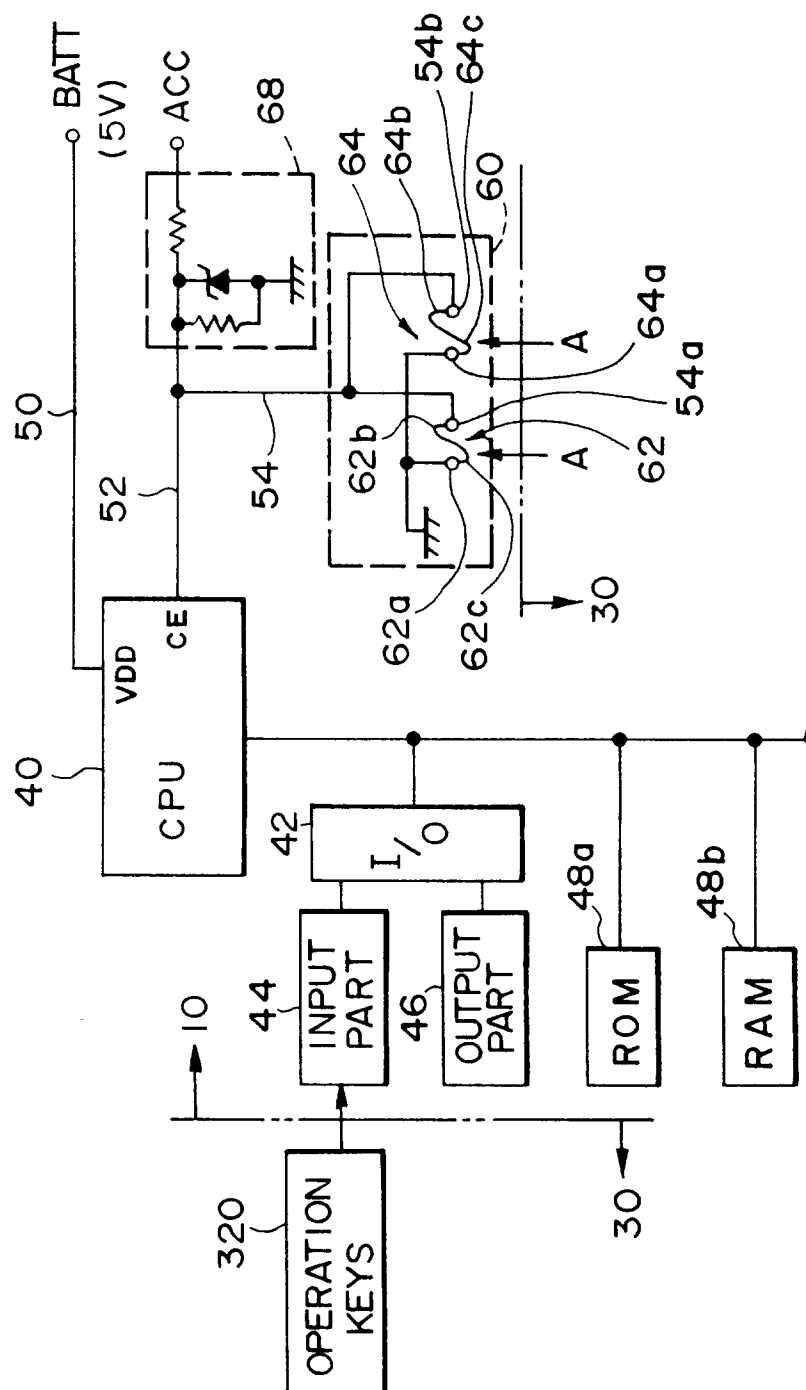 BATT
(5V)
ACC
50
68
52
54
40
VDD
CE
CPU
64
64b
54b
64c
60
62b
A
A
64a
54a
62
62a
62c
30
42
I/O
44
INPUT
PART
46
OUTPUT
PART
48a
ROM
48b
RAM
10
30
320
OPERATION
KEYS